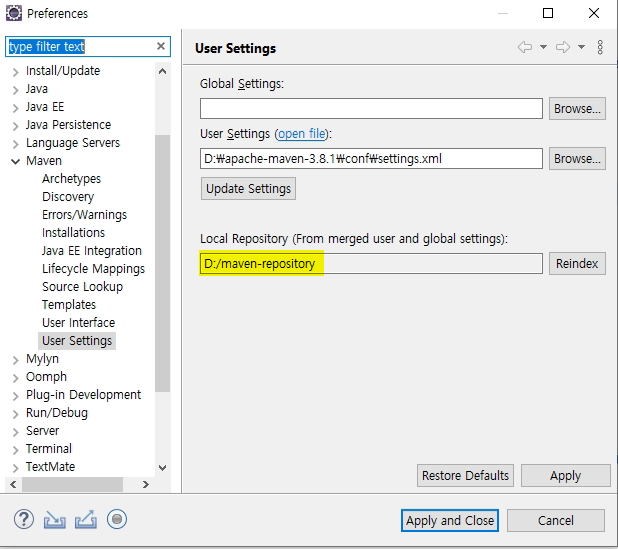 Preferences
type filter text
Install/Update
Java
Java EE
Java Persistence
Language Servers
Maven
Archetypes
Discovery
Errors/Warnings
Installations
Java EE Integration
Lifecycle Mappings
Source Lookup
Templates
User Interface
User Settings
Mylyn
Oomph
Plug-in Development
Run/Debug
Server
Terminal
TextMate
User Settings
Global Settings:
Browse...
User Settings (open file):
D:₩apache-maven-3.8.1₩conf₩settings.xml
Browse...
Update Settings
Local Repository (From merged user and global settings):
D:/maven-repository
Reindex
Restore Defaults
Apply
Apply and Close
Cancel